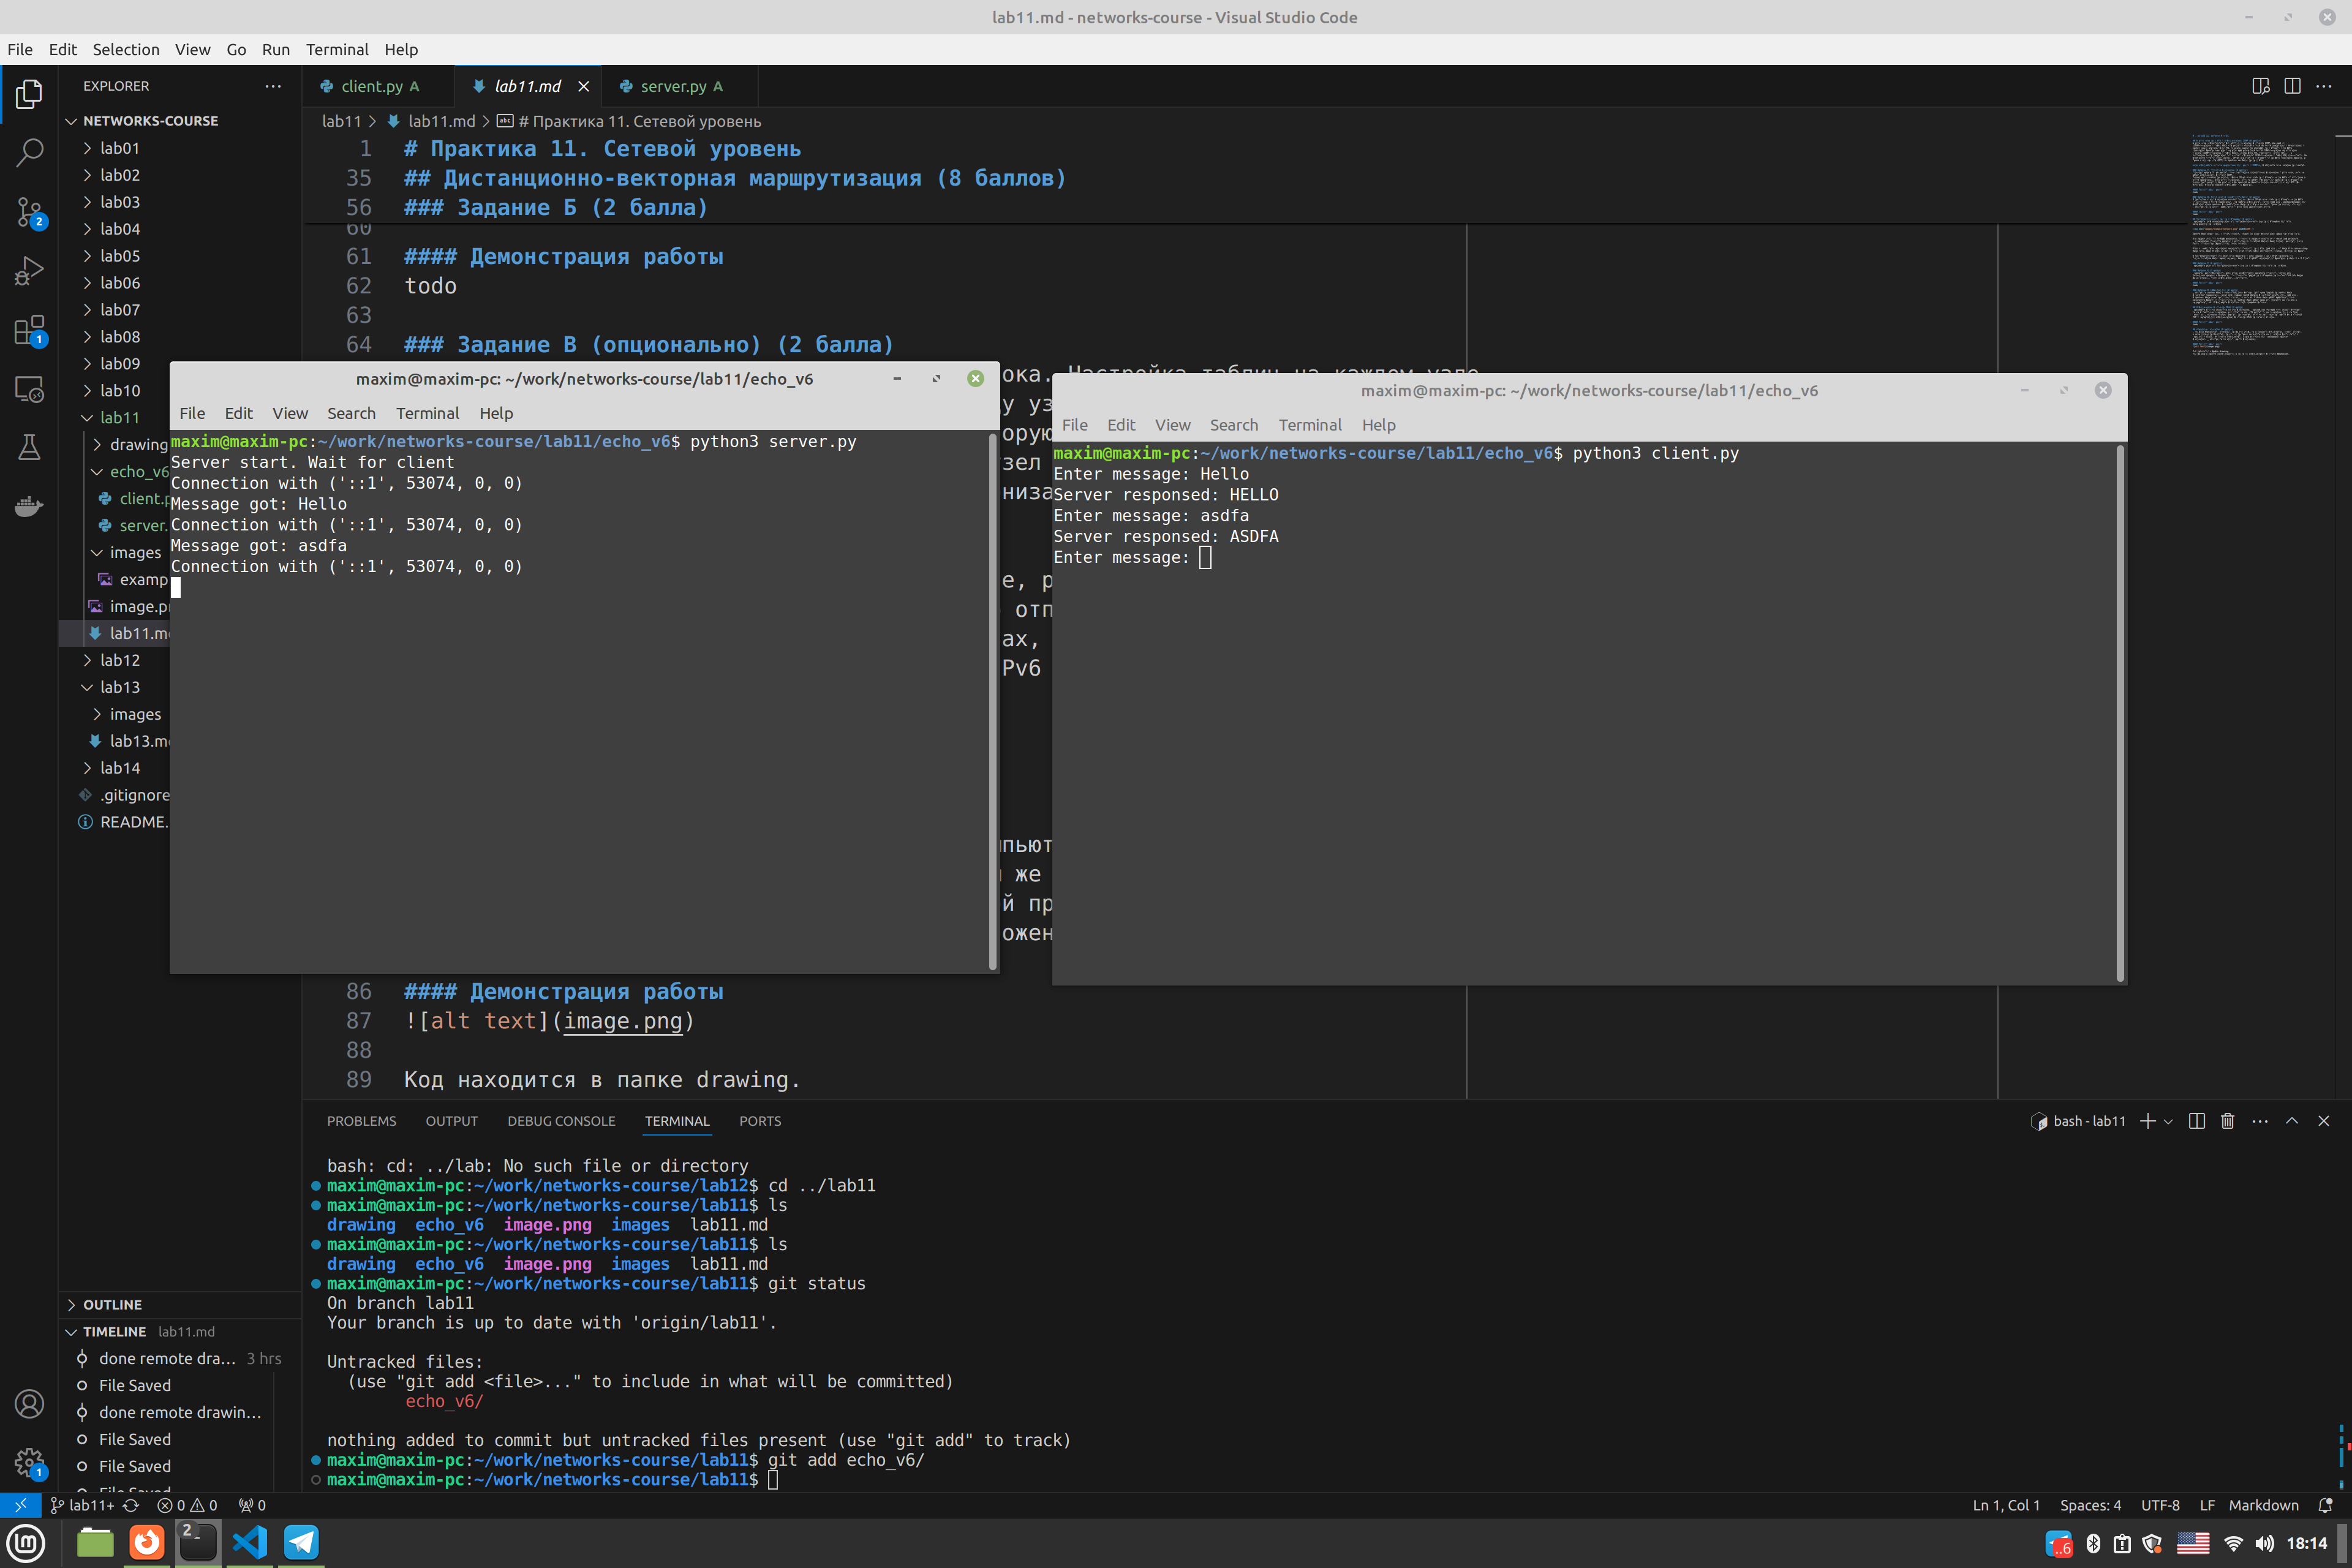 lab11.md - networks-course - Visual Studio Code
File Edit Selection View Go Run Terminal Help
EXPLORER
NETWORKS-COURSE
lab01
lab02
lab03
lab04
lab05
lab06
lab07
lab08
lab09
lab10
lab11
drawing
echo_v6
client.p
server.
images
examp
image.p
lab11.m
lab12
lab13
images
lab13.m
lab14
.gitignore
README.
OUTLINE
TIMELINE lab11.md
done remote dra... 3 hrs
File Saved
done remote drawin...
File Saved
File Saved
2
1
1
client.py A
lab11.md
server.py A
lab11 > lab11.md > # Практика 11. Сетевой уровень
1 # Практика 11. Сетевой уровень
35 ## Дистанционно-векторная маршрутизация (8 баллов)
56 ### Задание Б (2 балла)
60
61 #### Демонстрация работы
62 todo
63
64 ### Задание В (опционально) (2 балла)
maxim@maxim-pc: ~/work/networks-course/lab11/echo_v6
File Edit View Search Terminal Help
maxim@maxim-pc:~/work/networks-course/lab11/echo_v6$ python3 server.py
Server start. Wait for client
Connection with ('::1', 53074, 0, 0)
Message got: Hello
Connection with ('::1', 53074, 0, 0)
Message got: asdfa
Connection with ('::1', 53074, 0, 0)
maxim@maxim-pc: ~/work/networks-course/lab11/echo_v6
File Edit View Search Terminal Help
maxim@maxim-pc:~/work/networks-course/lab11/echo_v6$ python3 client.py
Enter message: Hello
Server responsed: HELLO
Enter message: asdfa
Server responsed: ASDFA
Enter message:
86 #### Демонстрация работы
87 ![alt text](image.png)
88
89 Код находится в папке drawing.
PROBLEMS OUTPUT DEBUG CONSOLE TERMINAL PORTS
bash - lab11
bash: cd: ../lab: No such file or directory
maxim@maxim-pc:~/work/networks-course/lab12$ cd ../lab11
maxim@maxim-pc:~/work/networks-course/lab11$ ls
drawing echo_v6 image.png images lab11.md
maxim@maxim-pc:~/work/networks-course/lab11$ ls
drawing echo_v6 image.png images lab11.md
maxim@maxim-pc:~/work/networks-course/lab11$ git status
On branch lab11
Your branch is up to date with 'origin/lab11'.
Untracked files:
(use "git add <file>..." to include in what will be committed)
echo_v6/
nothing added to commit but untracked files present (use "git add" to track)
maxim@maxim-pc:~/work/networks-course/lab11$ git add echo_v6/
maxim@maxim-pc:~/work/networks-course/lab11$
lab11+ 0 0 0
Ln 1, Col 1 Spaces: 4 UTF-8 LF Markdown
2
..6
18:14